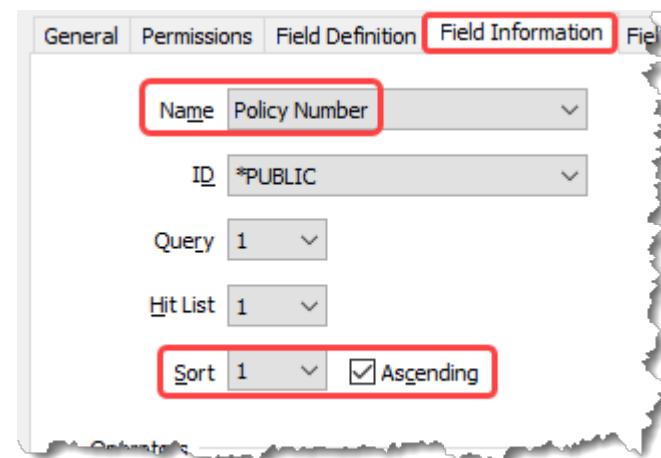 General Permissions Field Definition Field Information
Name Policy Number
ID *PUBLIC
Query 1
Hit List 1
Sort 1 Ascending